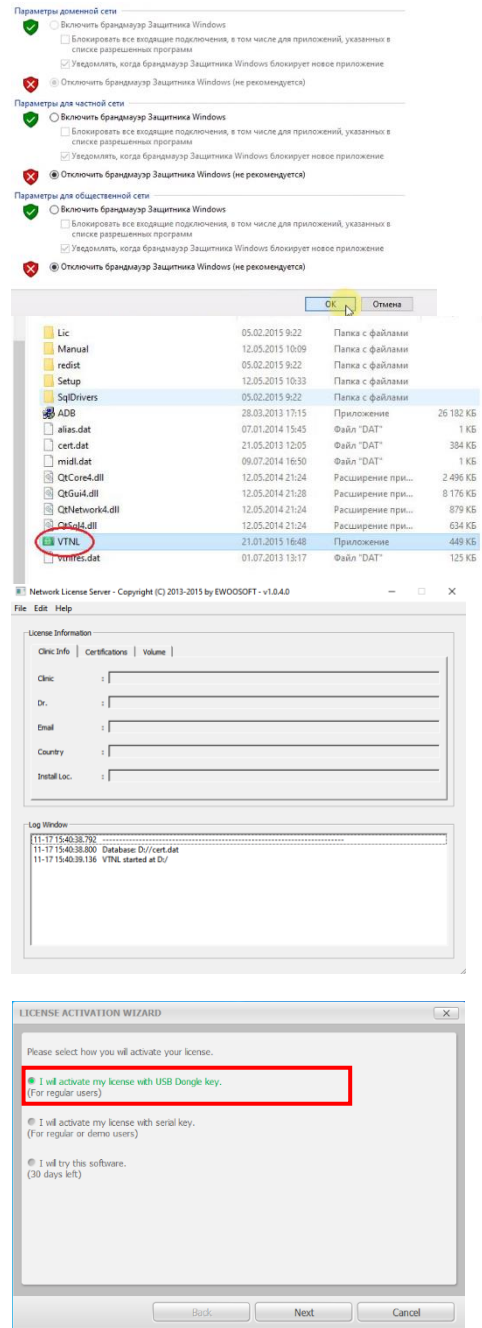 Параметры доменной сети
Включить брандмауэр Защитника Windows
Блокировать все входящие подключения, в том числе для приложений, указанных в
списке разрешенных программ
Уведомлять, когда брандмауэр Защитника Windows блокирует новое приложение
Отключить брандмауэр Защитника Windows (не рекомендуется)
Параметры для частной сети
Включить брандмауэр Защитника Windows
Блокировать все входящие подключения, в том числе для приложений, указанных в
списке разрешенных программ
Уведомлять, когда брандмауэр Защитника Windows блокирует новое приложение
Отключить брандмауэр Защитника Windows (не рекомендуется)
Параметры для общественной сети
Включить брандмауэр Защитника Windows
Блокировать все входящие подключения, в том числе для приложений, указанных в
списке разрешенных программ
Уведомлять, когда брандмауэр Защитника Windows блокирует новое приложение
Отключить брандмауэр Защитника Windows (не рекомендуется)
OK Отмена
Lic 05.02.2015 9:22 Папка с файлами
Manual 12.05.2015 10:09 Папка с файлами
redist 05.02.2015 9:22 Папка с файлами
Setup 12.05.2015 10:33 Папка с файлами
SqlDrivers 05.02.2015 9:22 Папка с файлами
ADB 28.03.2013 17:15 Приложение 26 182 КБ
alias.dat 07.01.2014 15:45 Файл "DAT" 1 КБ
cert.dat 21.05.2013 12:05 Файл "DAT" 384 КБ
midl.dat 09.07.2014 16:50 Файл "DAT" 1 КБ
QtCore4.dll 12.05.2014 21:24 Расширение при... 2 496 КБ
QtGui4.dll 12.05.2014 21:28 Расширение при... 8 176 КБ
QtNetwork4.dll 12.05.2014 21:24 Расширение при... 879 КБ
QtSql4.dll 12.05.2014 21:24 Расширение при... 634 КБ
VTNL 21.01.2015 16:48 Приложение 449 КБ
vtnlres.dat 01.07.2013 13:17 Файл "DAT" 125 КБ
Network License Server - Copyright (C) 2013-2015 by EWOOSOFT - v1.0.4.0
File Edit Help
License Information
Clinic Info Certifications Volume
Clinic :
Dr. :
Email :
Country :
Install Loc. :
Log Window
11-17 15:40:38.792 ------------------------------------------------------------------------
11-17 15:40:38.800 Database: D://cert.dat
11-17 15:40:39.136 VTNL started at D:/
LICENSE ACTIVATION WIZARD
Please select how you will activate your license.
I will activate my license with USB Dongle key.
(For regular users)
I will activate my license with serial key.
(For regular or demo users)
I will try this software.
(30 days left)
Back Next Cancel